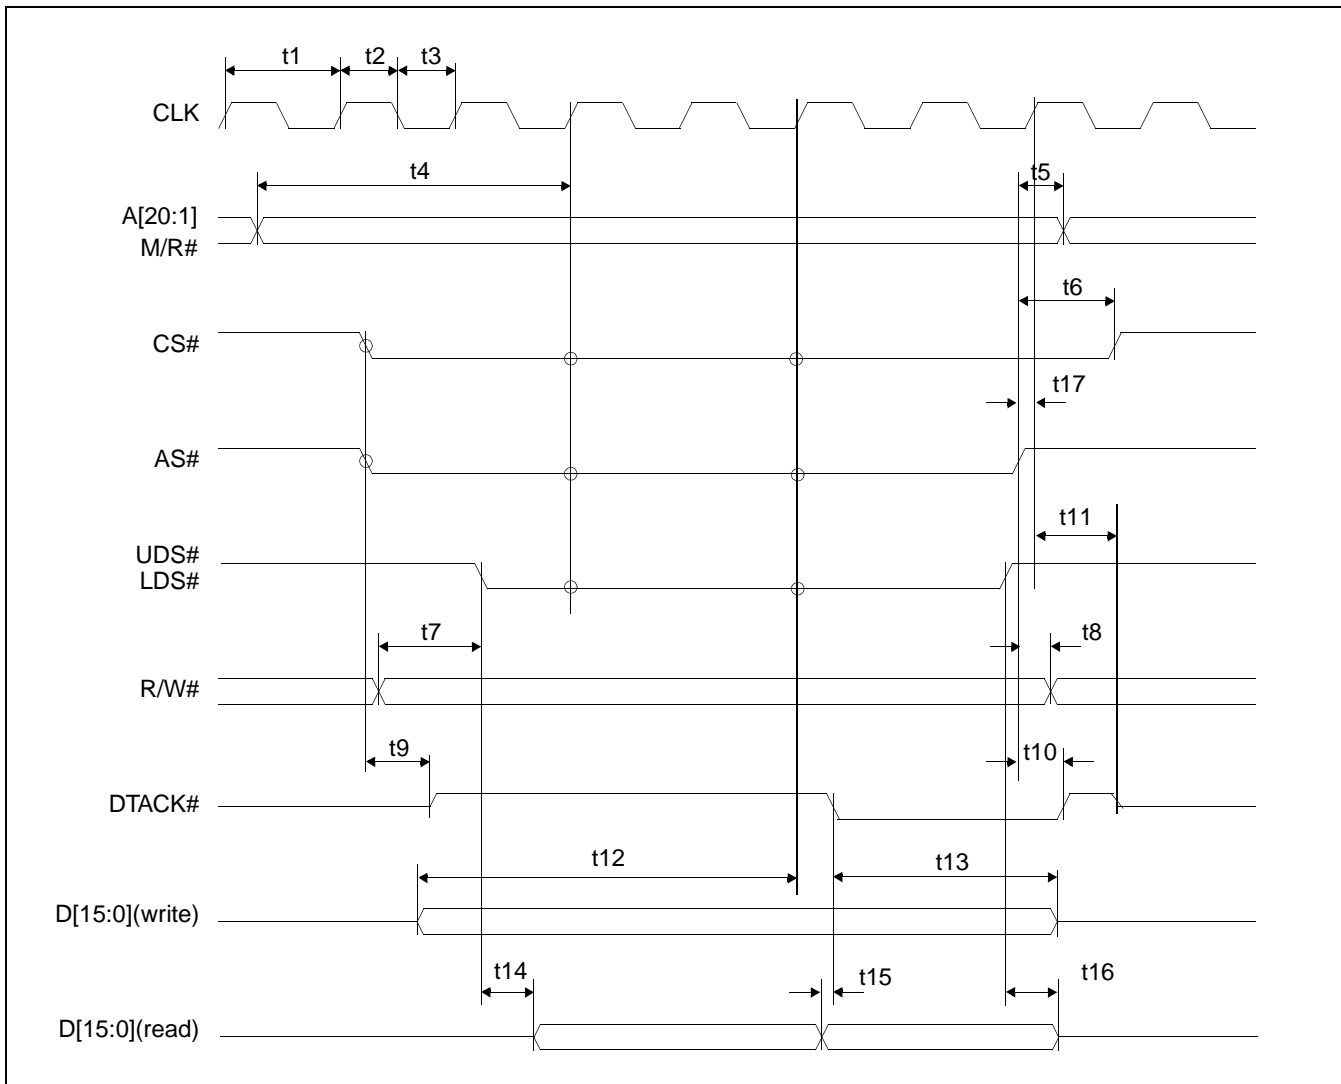 t1 t2 t3
CLK
t4 t5
A[20:1]
M/R#
t6
CS#
t17
AS#
t11
UDS#
LDS#
t7 t8
R/W#
t9 t10
DTACK#
t12 t13
D[15:0](write)
t14 t15 t16
D[15:0](read)